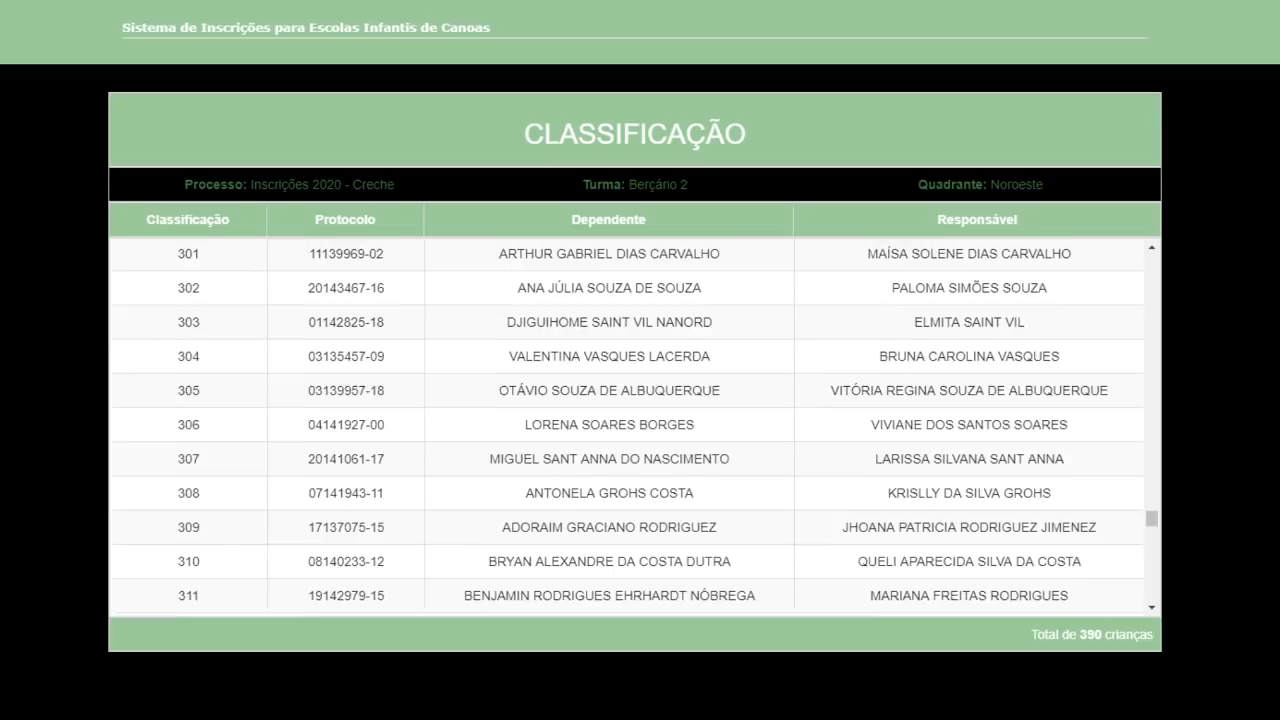 Sistema de Inscrições para Escolas Infantis de Canoas
CLASSIFICAÇÃO
Processo: Inscrições 2020 - Creche Turma: Berçário 2 Quadrante: Noroeste
Classificação Protocolo Dependente Responsável
301 11139969-02 ARTHUR GABRIEL DIAS CARVALHO MAÍSA SOLENE DIAS CARVALHO
302 20143467-16 ANA JÚLIA SOUZA DE SOUZA PALOMA SIMÕES SOUZA
303 01142825-18 DJIGUIHOME SAINT VIL NANORD ELMITA SAINT VIL
304 03135457-09 VALENTINA VASQUES LACERDA BRUNA CAROLINA VASQUES
305 03139957-18 OTÁVIO SOUZA DE ALBUQUERQUE VITÓRIA REGINA SOUZA DE ALBUQUERQUE
306 04141927-00 LORENA SOARES BORGES VIVIANE DOS SANTOS SOARES
307 20141061-17 MIGUEL SANT ANNA DO NASCIMENTO LARISSA SILVANA SANT ANNA
308 07141943-11 ANTONELA GROHS COSTA KRISLLY DA SILVA GROHS
309 17137075-15 ADORAIM GRACIANO RODRIGUEZ JHOANA PATRICIA RODRIGUEZ JIMENEZ
310 08140233-12 BRYAN ALEXANDRE DA COSTA DUTRA QUELI APARECIDA SILVA DA COSTA
311 19142979-15 BENJAMIN RODRIGUES EHRHARDT NÓBREGA MARIANA FREITAS RODRIGUES
Total de 390 crianças